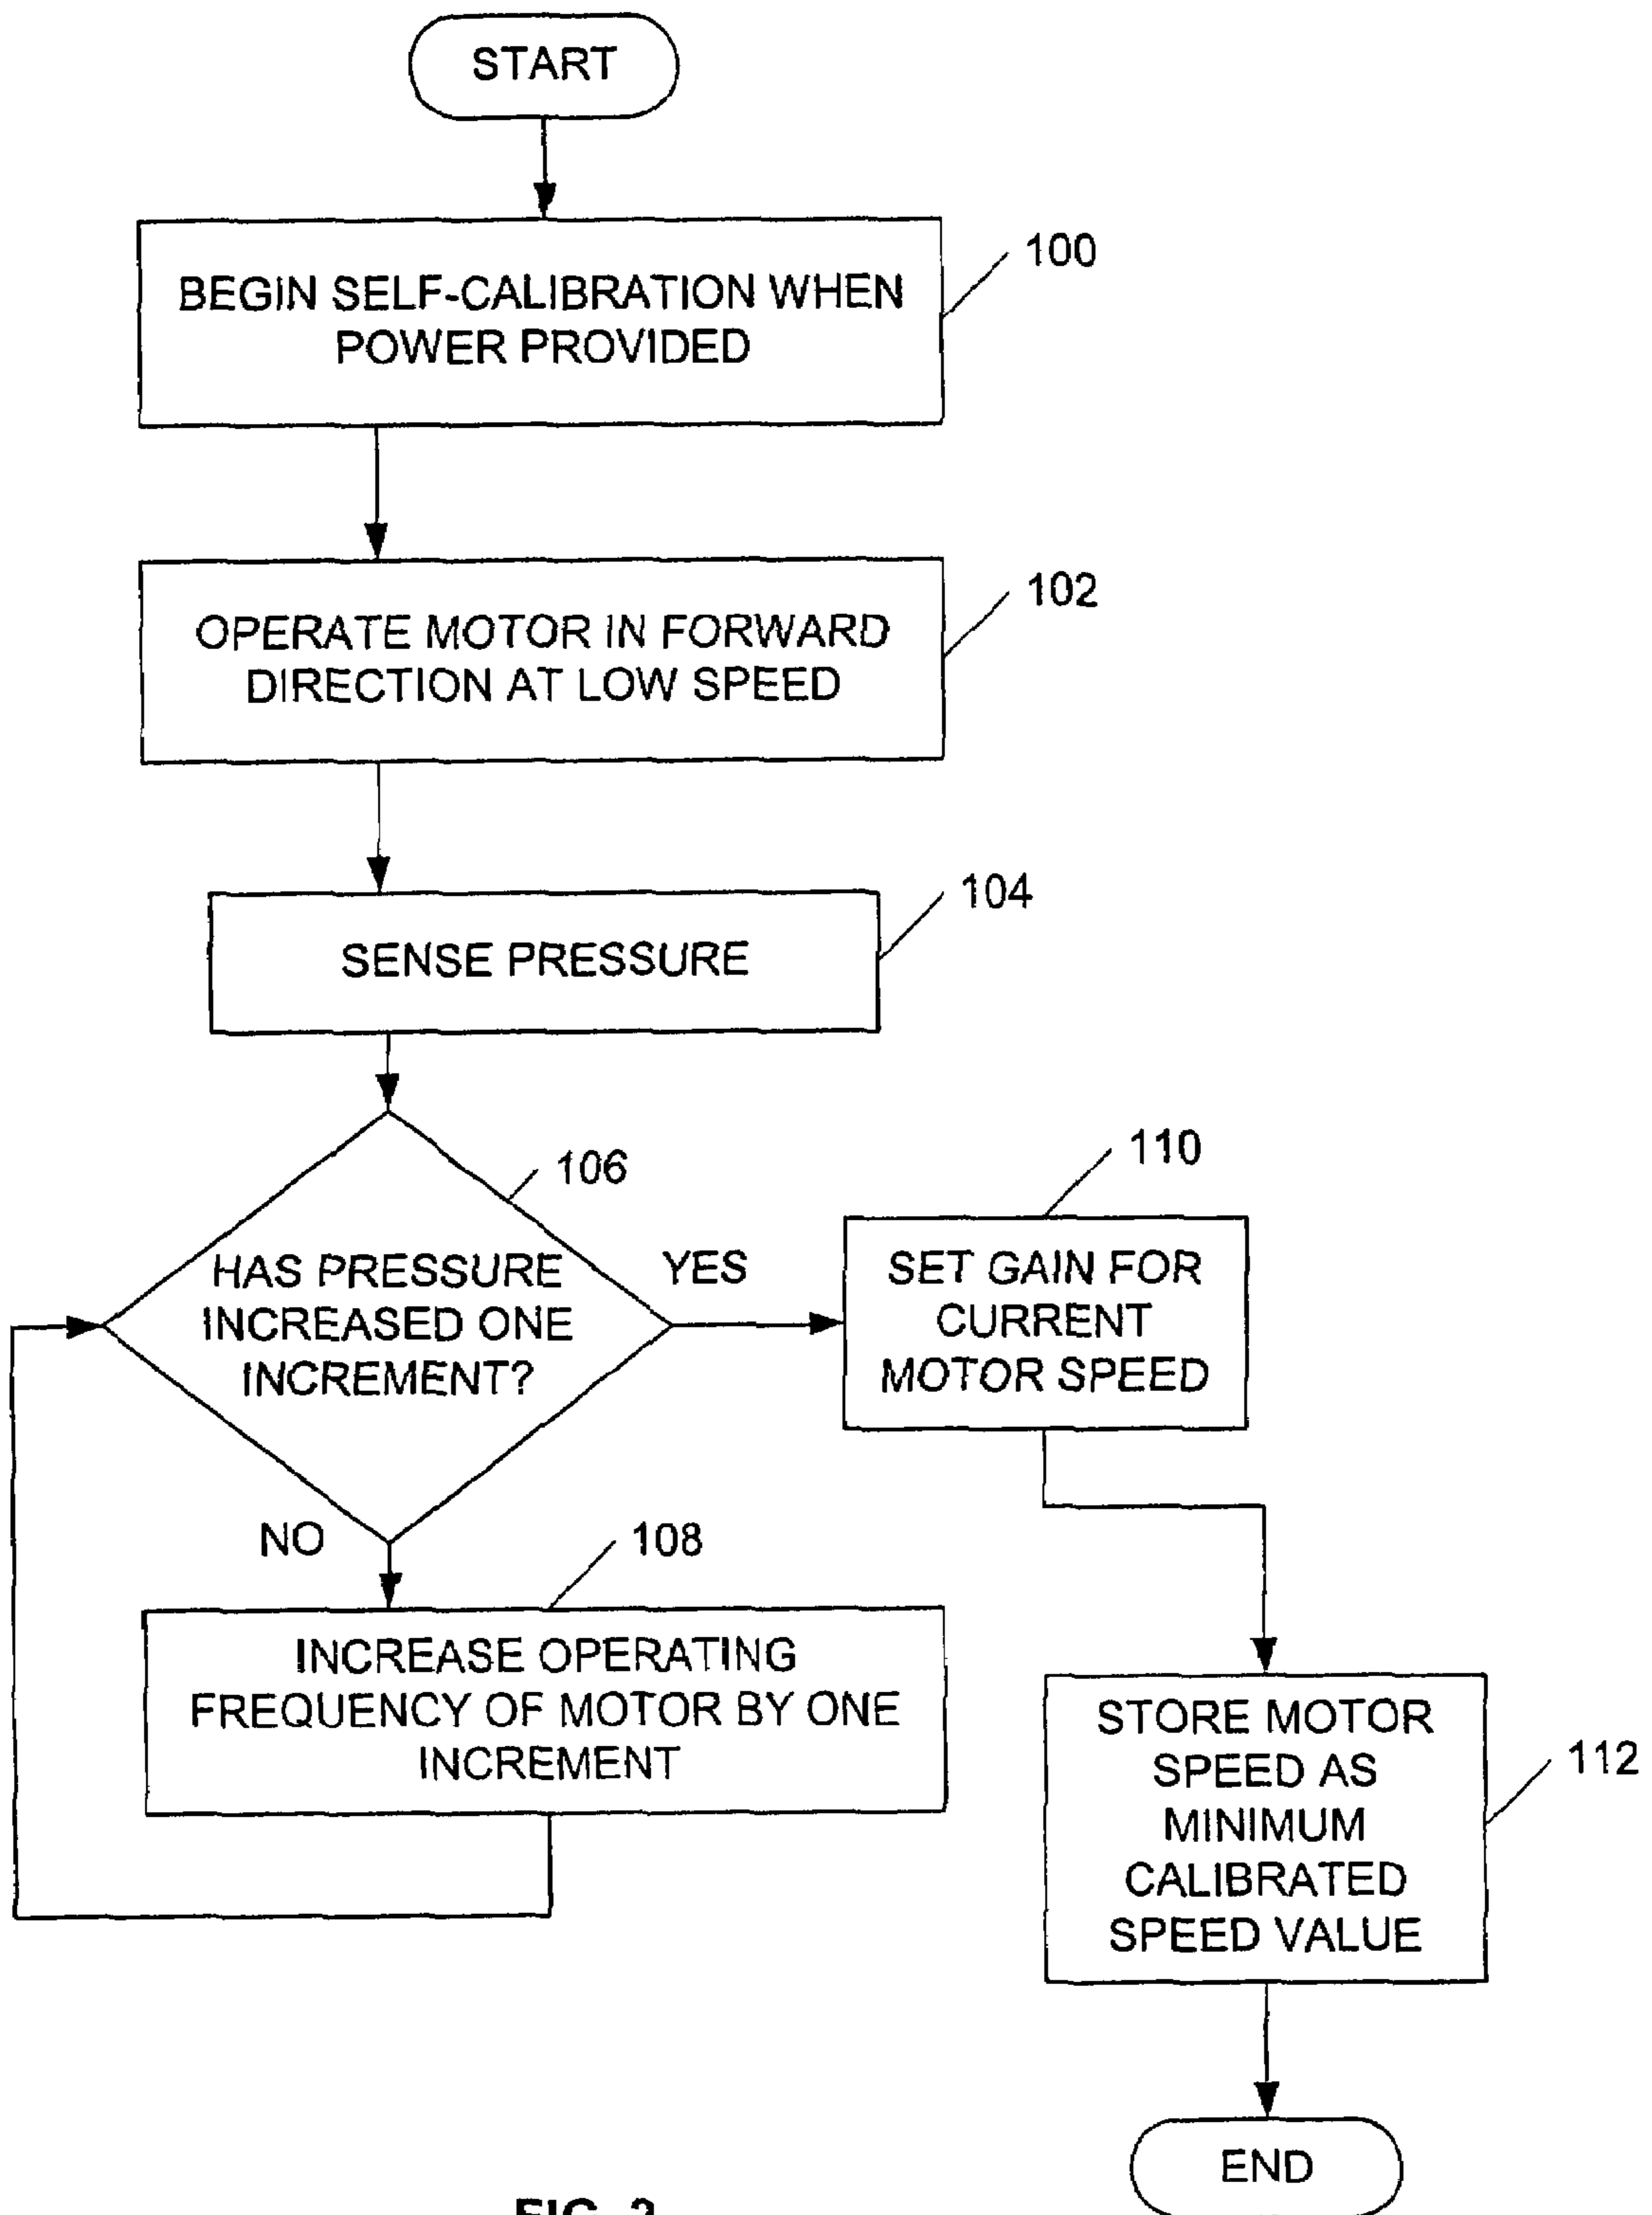 START
100
BEGIN SELF-CALIBRATION WHEN
POWER PROVIDED
102
OPERATE MOTOR IN FORWARD
DIRECTION AT LOW SPEED
104
SENSE PRESSURE
106
HAS PRESSURE
INCREASED ONE
INCREMENT?
YES
110
SET GAIN FOR
CURRENT
MOTOR SPEED
NO
108
INCREASE OPERATING
FREQUENCY OF MOTOR BY ONE
INCREMENT
112
STORE MOTOR
SPEED AS
MINIMUM
CALIBRATED
SPEED VALUE
END
FIG.